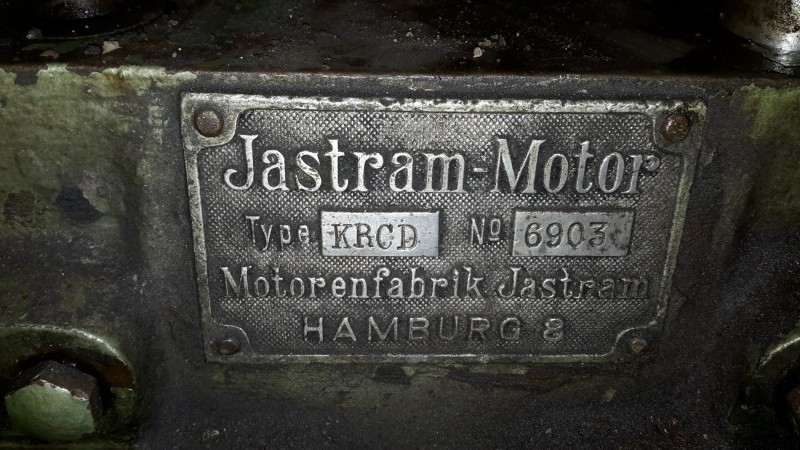 Jastram-Motor
Type KRCD No 6903
Motorenfabrik Jastram
HAMBURG 8